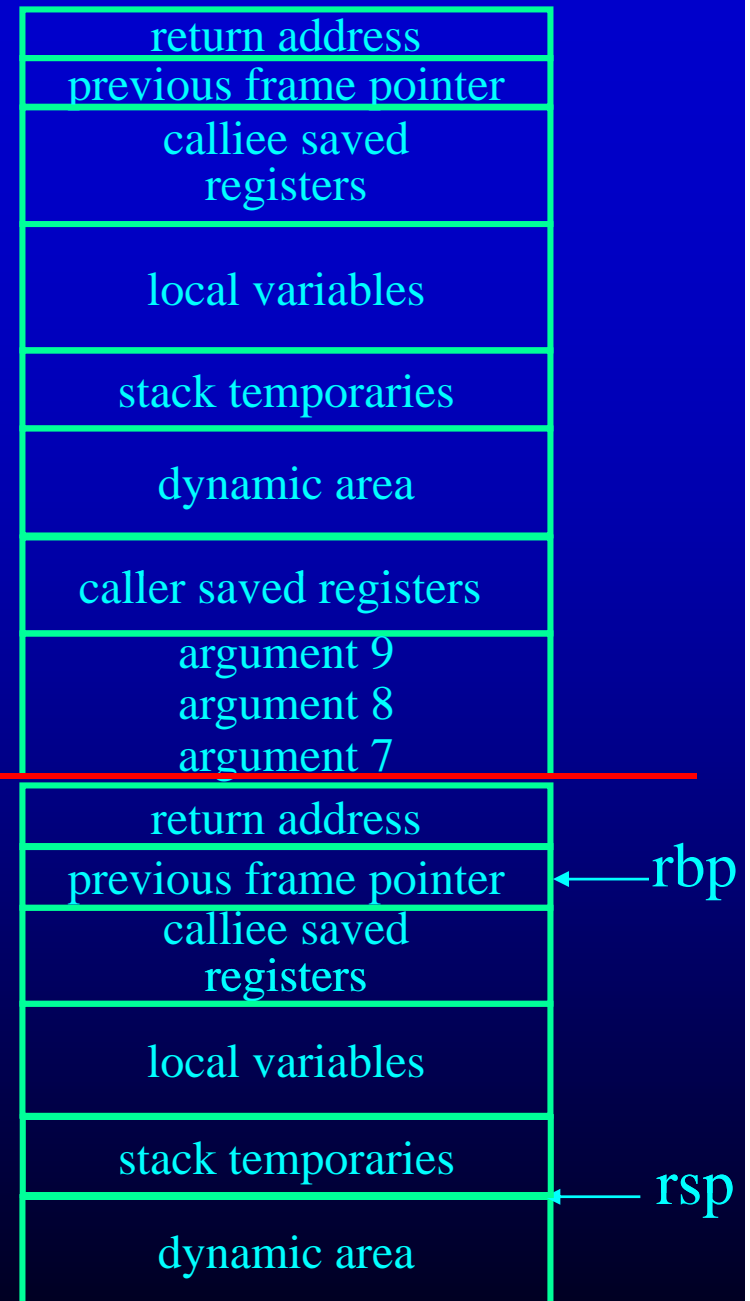 return address
previous frame pointer
calliee saved
registers
local variables
stack temporaries
dynamic area
caller saved registers
argument 9
argument 8
argument 7
return address
previous frame pointer
rbp
calliee saved
registers
local variables
stack temporaries
rsp
dynamic area